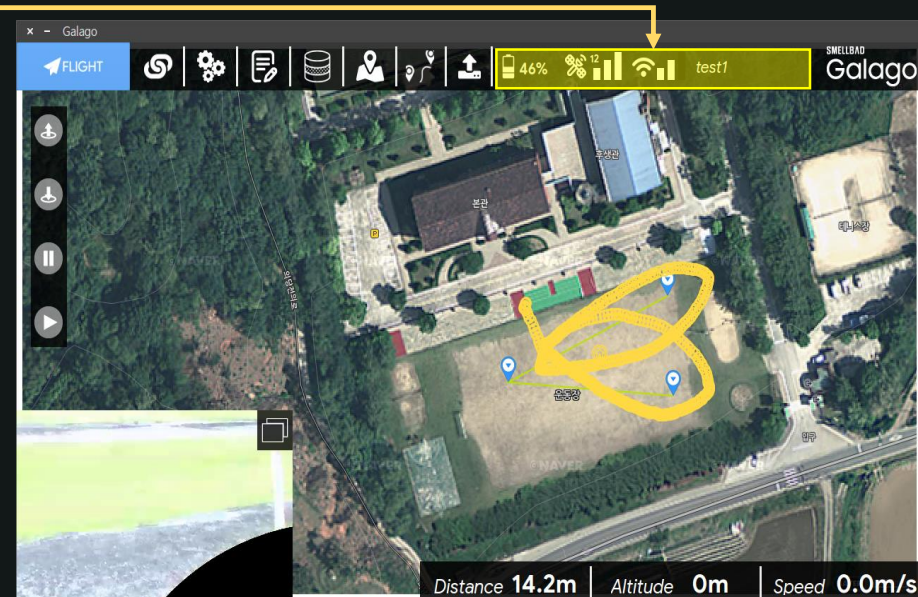 × − Galago
FLIGHT
46%
12
test1
SMELLBAD
Galago
후생관
본관
P
테니스장
NAVER
운동장
입구
NAVER
NAVER
Distance 14.2m
Altitude 0m
Speed 0.0m/s